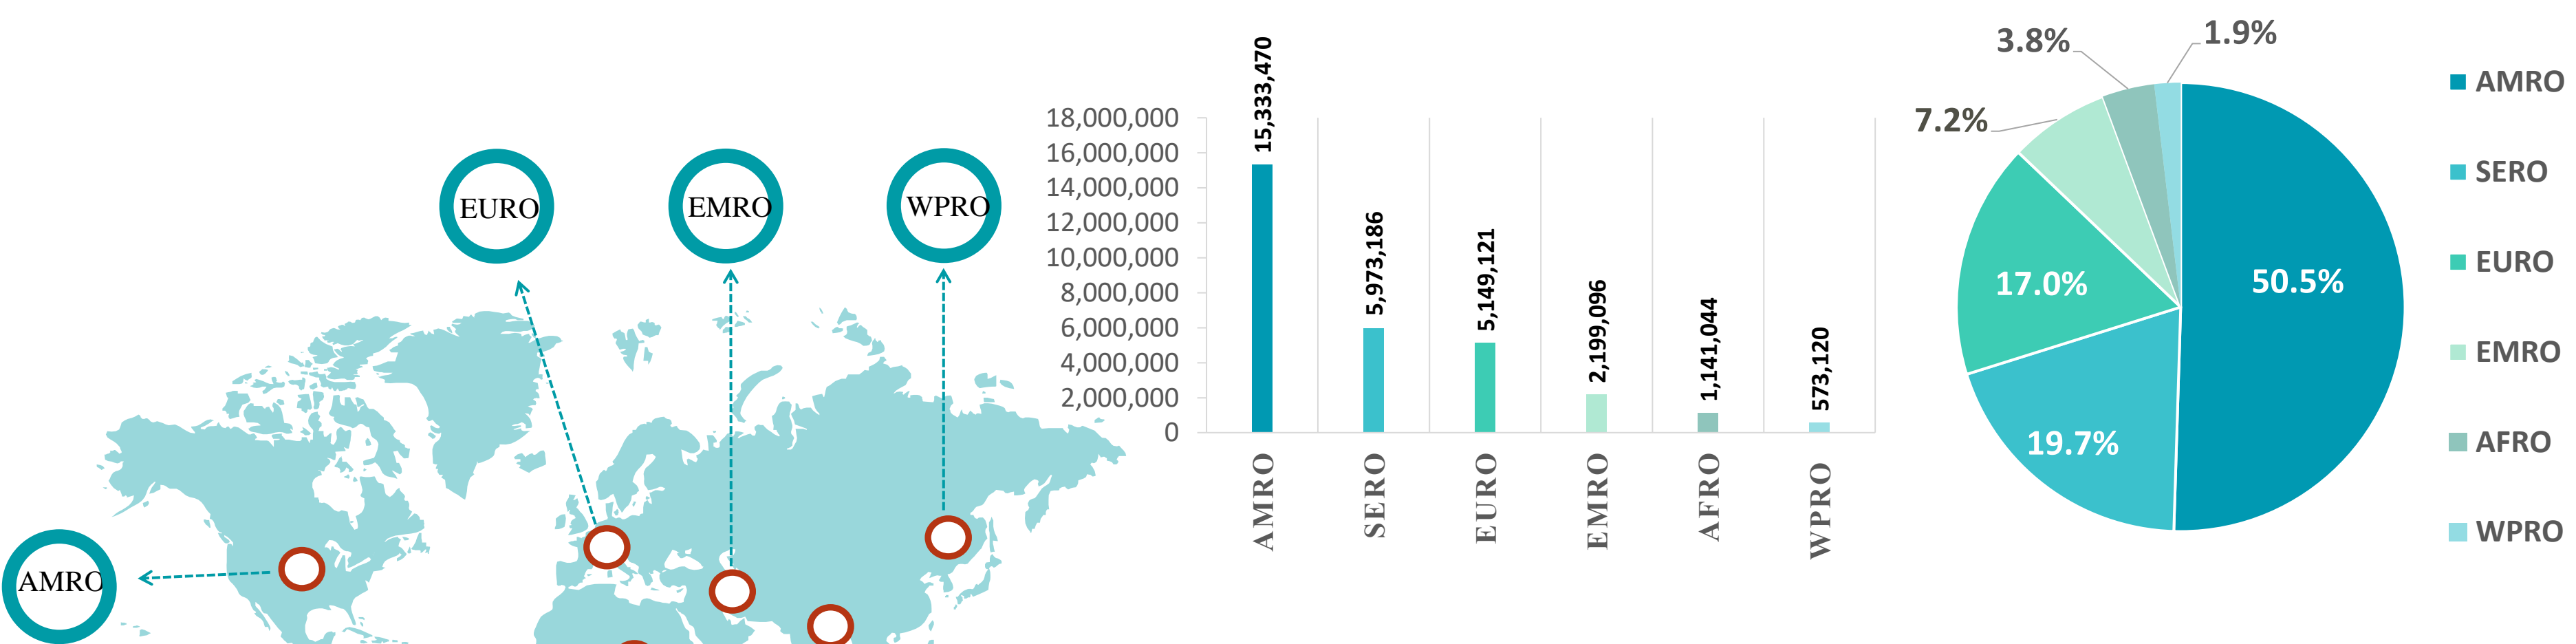 EURO
EMRO
WPRO
AMRO
18,000,000
16,000,000
14,000,000
12,000,000
10,000,000
8,000,000
6,000,000
4,000,000
2,000,000
0
15,333,470
5,973,186
5,149,121
2,199,096
1,141,044
573,120
AMRO
SERO
EURO
EMRO
AFRO
WPRO
3.8%
1.9%
7.2%
17.0%
50.5%
19.7%
AMRO
SERO
EURO
EMRO
AFRO
WPRO